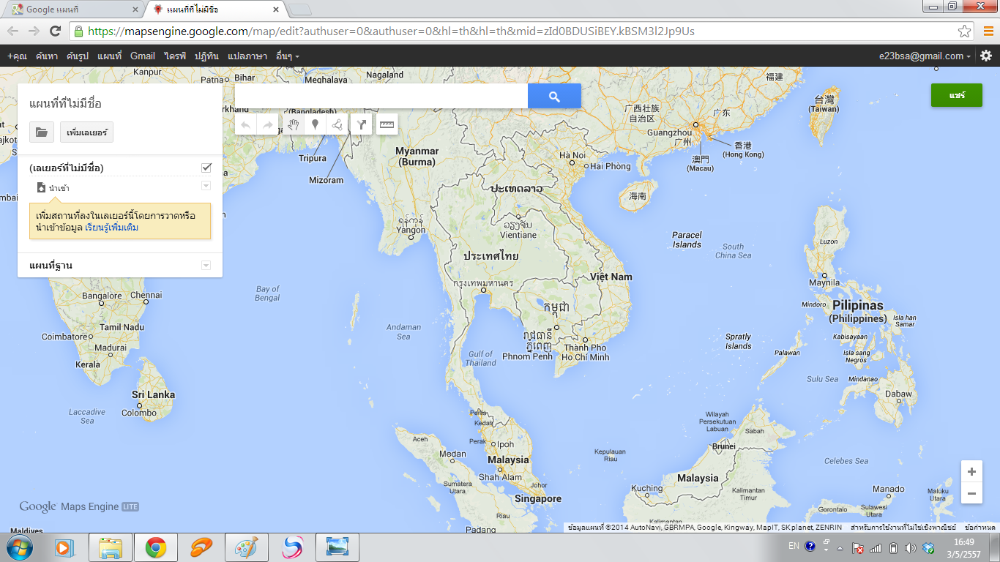 Google แผนที่
แผนที่ที่ไม่มีชื่อ
https://mapsengine.google.com/map/edit?authuser=0&authuser=0&hl=th&hl=th&mid=zId0BDUSiBEY.kBSM3l2Jp9Us
+คุณ ค้นหา ค้นรูป แผนที่ Gmail ไดรฟ์ ปฏิทิน แปลภาษา อื่นๆ
e23bsa@gmail.com
แผนที่ที่ไม่มีชื่อ
เพิ่มเลเยอร์
(เลเยอร์ที่ไม่มีชื่อ)
นำเข้า
เพิ่มสถานที่ลงในเลเยอร์นี้โดยการวาดหรือ
นำเข้าข้อมูล เรียนรู้เพิ่มเติม
แผนที่ฐาน
แชร์
Kanpur
Patna
Bihar
Meghalaya
Nagaland
(Bangladesh)
Tripura
Mizoram
Myanmar
(Burma)
Yangon
Hà Noi
Hải Phòng
ປະເທດລາວ
ວຽງຈັນ
Vientiane
ประเทศไทย
กรุงเทพมหานคร
Việt Nam
កម្ពុជា
រាជធានី
ភ្នំពេញ
Phnom Penh
Thành Pho
Ho Chi Minh
Gulf of
Thailand
Andaman
Sea
Bay of
Bengal
福建
台灣
(Taiwan)
广西壮族
自治区
广东
Guangzhou
广州
香港
(Hong Kong)
澳門
(Macau)
海南
Paracel
Islands
South
China Sea
Luzon
Maynila
Mindoro
Pilipinas
(Philippines)
Isla han
Samar
Kabisayaan
Isla sang
Negros
Spratly
Islands
Palawan
Sulu Sea
Mindanao
Dabaw
Bangalore
Chennai
Tamil Nadu
Coimbatore
Madurai
Kerala
Sri Lanka
Colombo
Laccadive
Sea
Maldives
Perlis
Kedah
Perak
Ipoh
Malaysia
Shah Alam
Johor
Singapore
Aceh
Medan
Sumatera
Utara
Riau
Padang
Kepulauan
Riau
Wilayah
Persekutuan
Labuan
Sabah
Brunei
Malaysia
Kuching
Kalimantan
Timur
Kalimantan
Celebes Sea
Manado
Gorontalo
Sulawesi
Utara
Maluku
Utara
Google Maps Engine LITE
ข้อมูลแผนที่ ©2014 AutoNavi, GBRMPA, Google, Kingway, MapIT, SK planet, ZENRIN สำหรับการใช้งานที่ไม่ใช่เชิงพาณิชย์ ข้อกำหนด
EN
16:49
3/5/2557